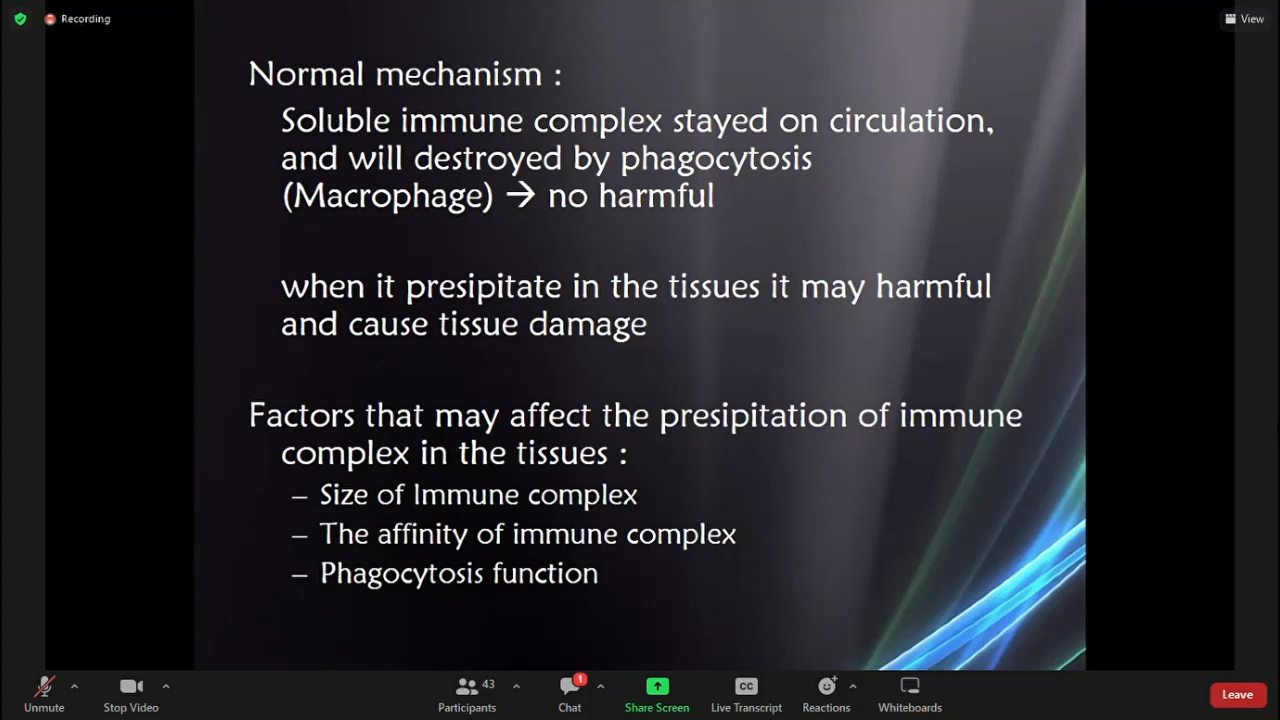 Recording
View
Normal mechanism :
Soluble immune complex stayed on circulation,
and will destroyed by phagocytosis
(Macrophage) → no harmful
when it presipitate in the tissues it may harmful
and cause tissue damage
Factors that may affect the presipitation of immune
complex in the tissues :
– Size of Immune complex
– The affinity of immune complex
– Phagocytosis function
43
1
CC
Unmute
Stop Video
Participants
Chat
Share Screen
Live Transcript
Reactions
Whiteboards
Leave